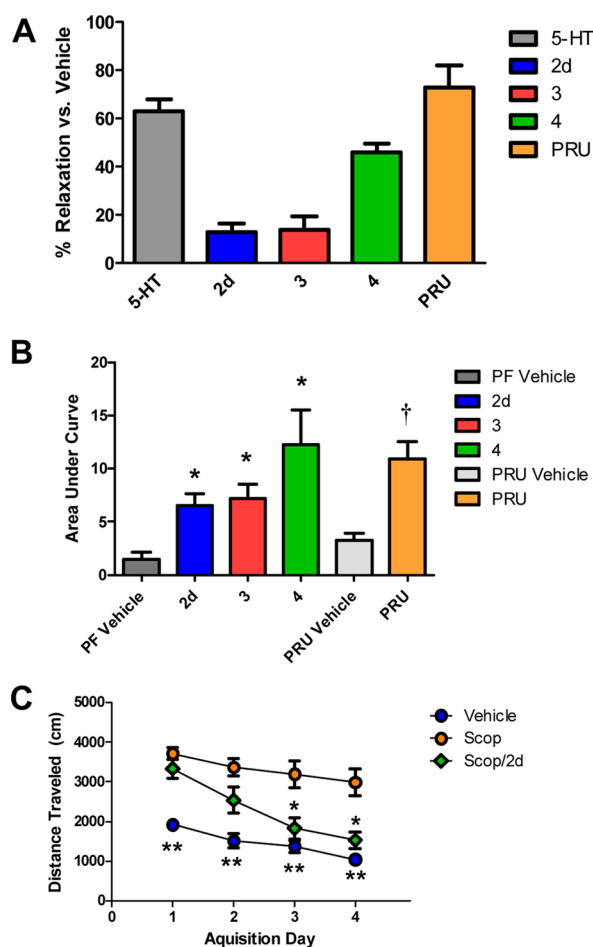 A
% Relaxation vs. Vehicle
100
80
60
40
20
0
5-HT
2d
3
4
PRU
5-HT
2d
3
4
PRU
B
Area Under Curve
20
15
10
5
0
*
*
*
†
PF Vehicle
2d
3
4
PRU Vehicle
PRU
PF Vehicle
2d
3
4
PRU Vehicle
PRU
C
Distance Traveled (cm)
5000
4000
3000
2000
1000
0
*
*
**
**
**
**
0
1
2
3
4
Aquisition Day
Vehicle
Scop
Scop/2d